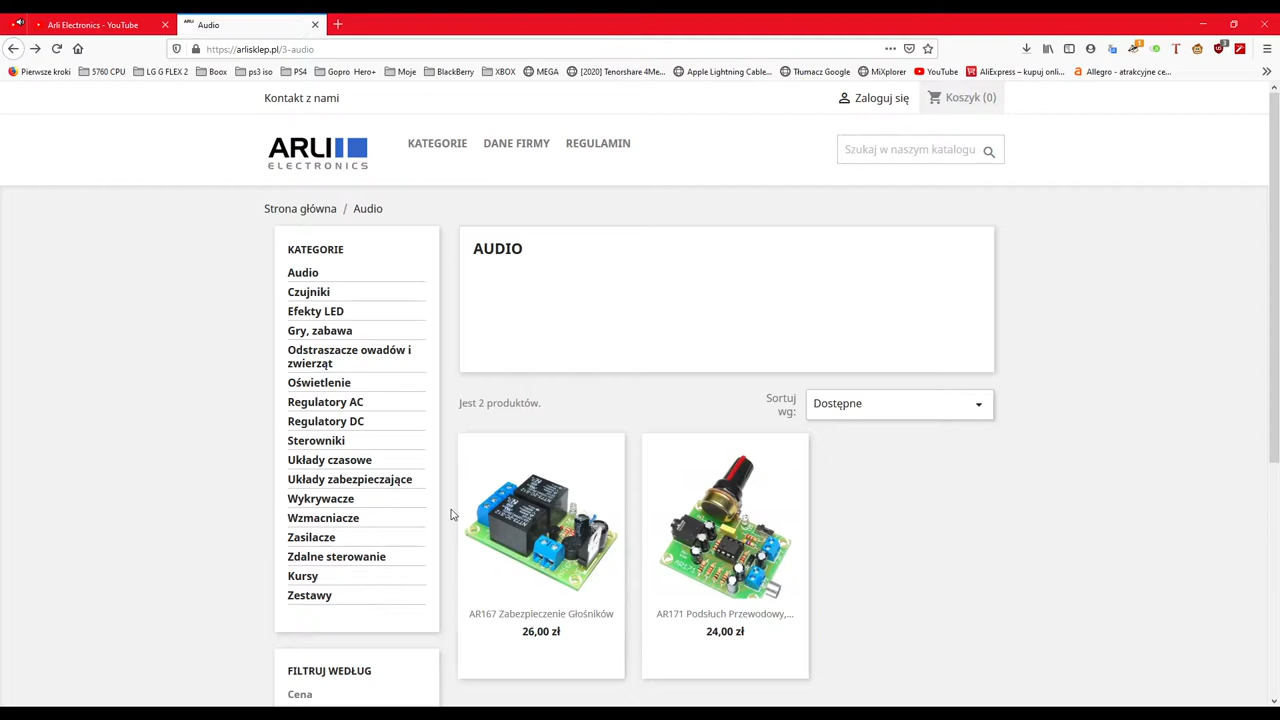 Arli Electronics - YouTube
Audio
https://arlisklep.pl/3-audio
Pierwsze kroki 5760 CPU LG G FLEX 2 Boox ps3 iso PS4 Gopro Hero+ Moje BlackBerry XBOX MEGA [2020] Tenorshare 4Me... Apple Lightning Cable... Tłumacz Google MiXplorer YouTube AliExpress – kupuj onli... Allegro - atrakcyjne ce...
Kontakt z nami
Zaloguj się
Koszyk (0)
ARLI
ELECTRONICS
KATEGORIE DANE FIRMY REGULAMIN
Szukaj w naszym katalogu
Strona główna / Audio
KATEGORIE
Audio
Czujniki
Efekty LED
Gry, zabawa
Odstraszacze owadów i
zwierząt
Oświetlenie
Regulatory AC
Regulatory DC
Sterowniki
Układy czasowe
Układy zabezpieczające
Wykrywacze
Wzmacniacze
Zasilacze
Zdalne sterowanie
Kursy
Zestawy
FILTRUJ WEDŁUG
Cena
AUDIO
Jest 2 produktów.
Sortuj
wg:
Dostępne
AR167 Zabezpieczenie Głośników
26,00 zł
AR171 Podsłuch Przewodowy,...
24,00 zł